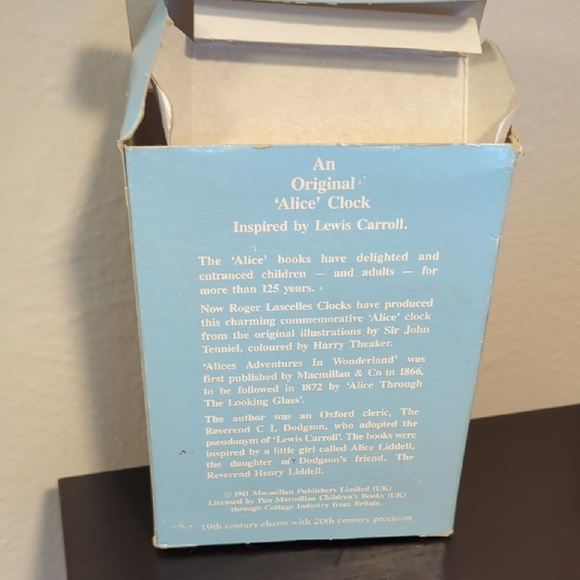 An
Original
‘Alice’ Clock
Inspired by Lewis Carroll.
The ‘Alice’ books have delighted and
entranced children — and adults — for
more than 125 years.
Now Roger Lascelles Clocks have produced
this charming commemorative ‘Alice’ clock
from the original illustrations by Sir John
Tenniel, coloured by Harry Theaker.
‘Alices Adventures In Wonderland’ was
first published by Macmillan & Co in 1866,
to be followed in 1872 by ‘Alice Through
The Looking Glass’.
The author was an Oxford cleric, The
Reverend C L Dodgson, who adopted the
pseudonym of ‘Lewis Carroll’. The books were
inspired by a little girl called Alice Liddell,
the daughter of Dodgson’s friend, The
Reverend Henry Liddell.
© 1911 Macmillan Publishers Limited (UK)
Licensed by Pan Macmillan Children’s Books (UK)
through Cottage Industry from Britain.
19th century charm with 20th century precision